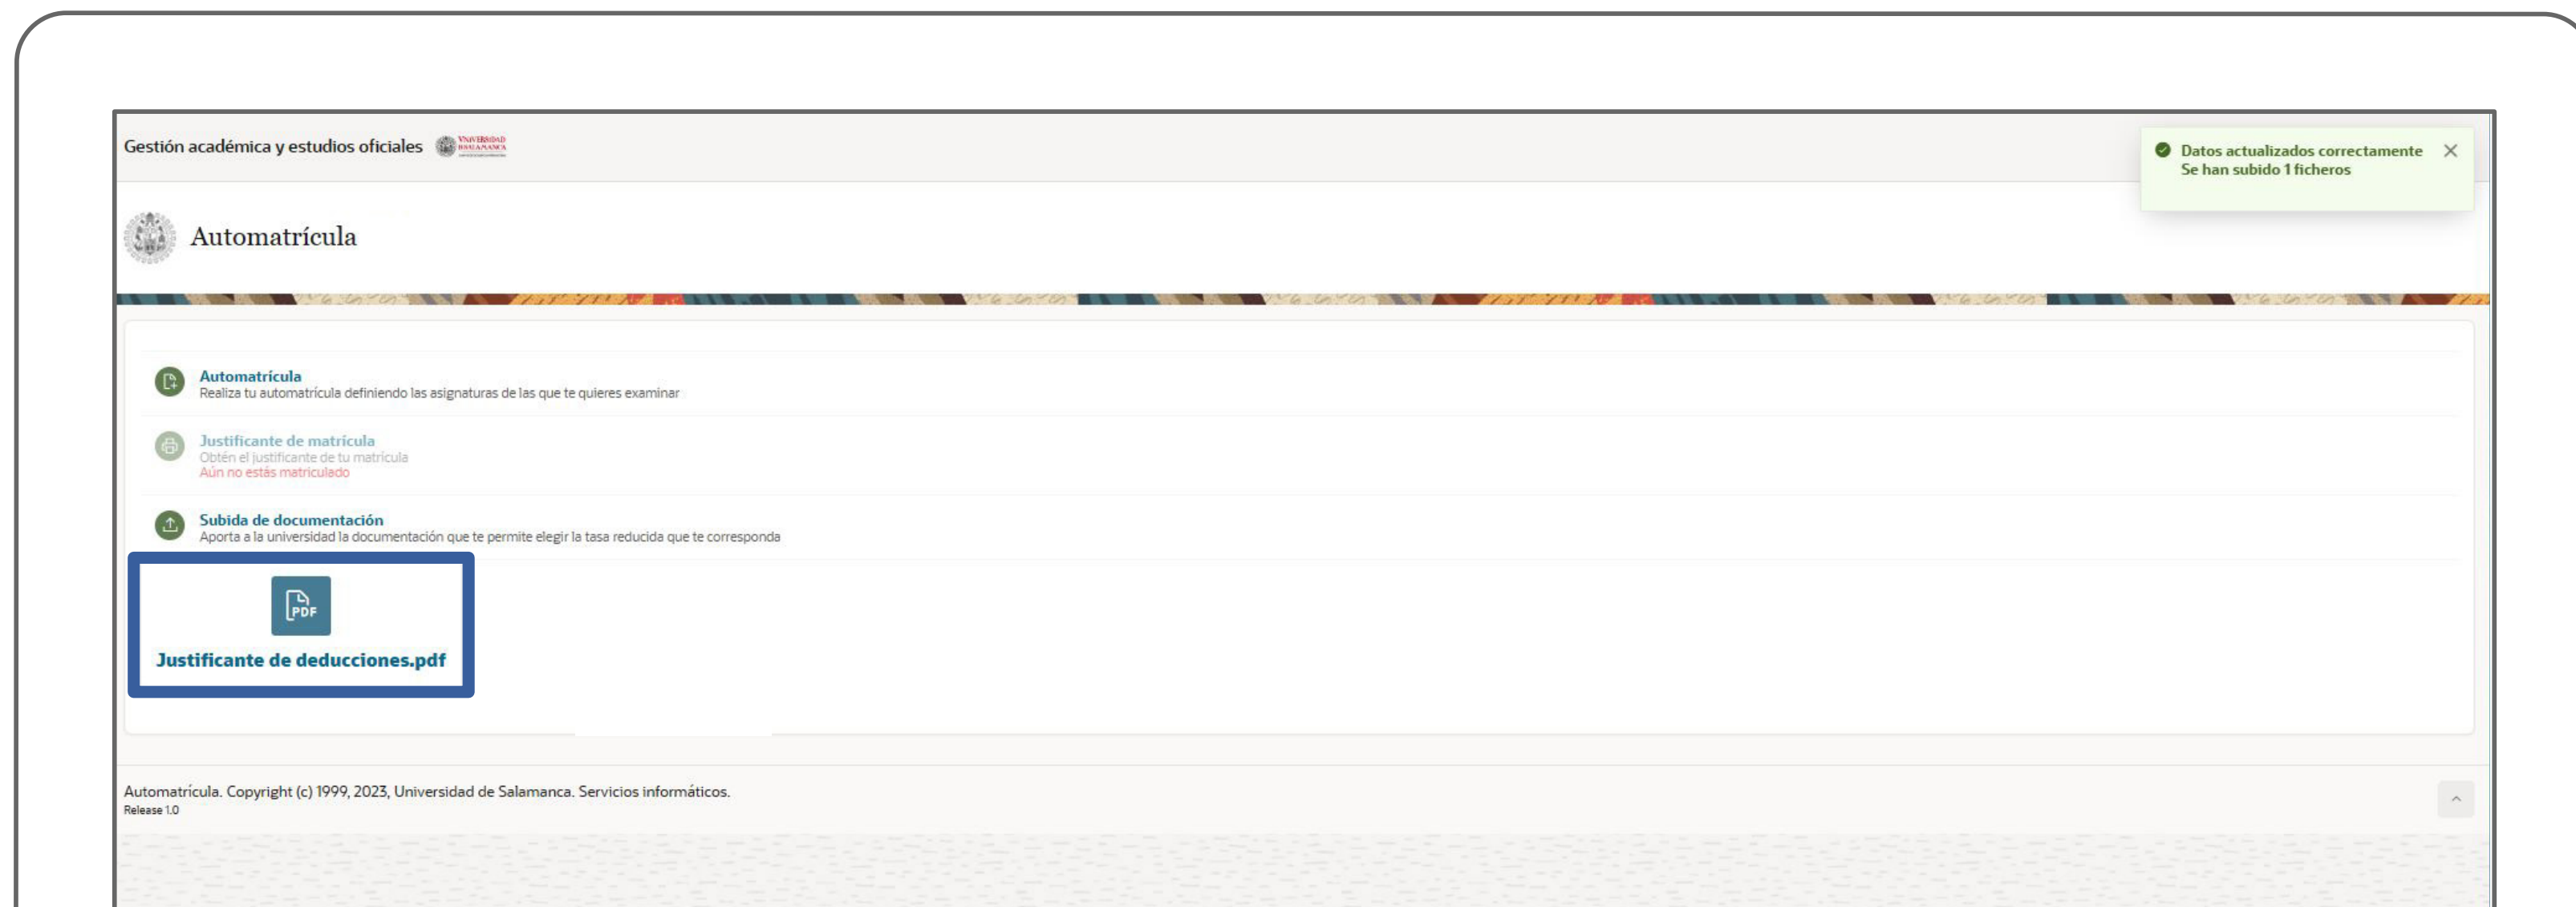 Gestión académica y estudios oficiales
VNiVERSiDAD
D SALAMANCA
Datos actualizados correctamente
Se han subido 1 ficheros
Automatrícula
Automatrícula
Realiza tu automatrícula definiendo las asignaturas de las que te quieres examinar
Justificante de matrícula
Obtén el justificante de tu matrícula
Aún no estás matriculado
Subida de documentación
Aporta a la universidad la documentación que te permite elegir la tasa reducida que te corresponda
PDF
Justificante de deducciones.pdf
Automatrícula. Copyright (c) 1999, 2023, Universidad de Salamanca. Servicios informáticos.
Release 1.0